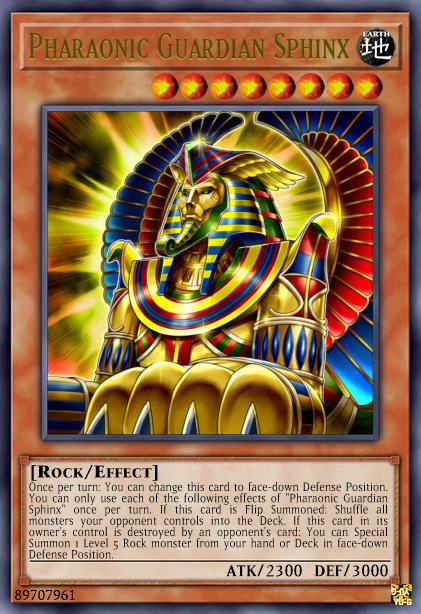 PHARAONIC GUARDIAN SPHINX
EARTH
地
[ROCK/EFFECT]
Once per turn: You can change this card to face-down Defense Position.
You can only use each of the following effects of "Pharaonic Guardian
Sphinx" once per turn. If this card is Flip Summoned: Shuffle all
monsters your opponent controls into the Deck. If this card in its
owner's control is destroyed by an opponent's card: You can Special
Summon 1 Level 5 Rock monster from your hand or Deck in face-down
Defense Position.
ATK/2300 DEF/3000
89707961